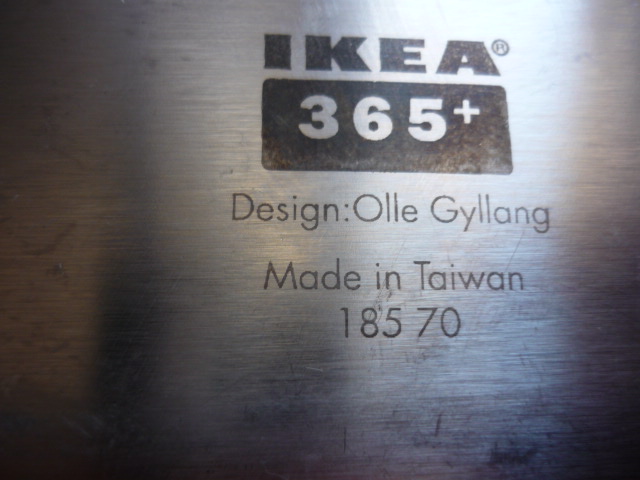 IKEA®
365+
Design:Olle Gyllang
Made in Taiwan
185 70